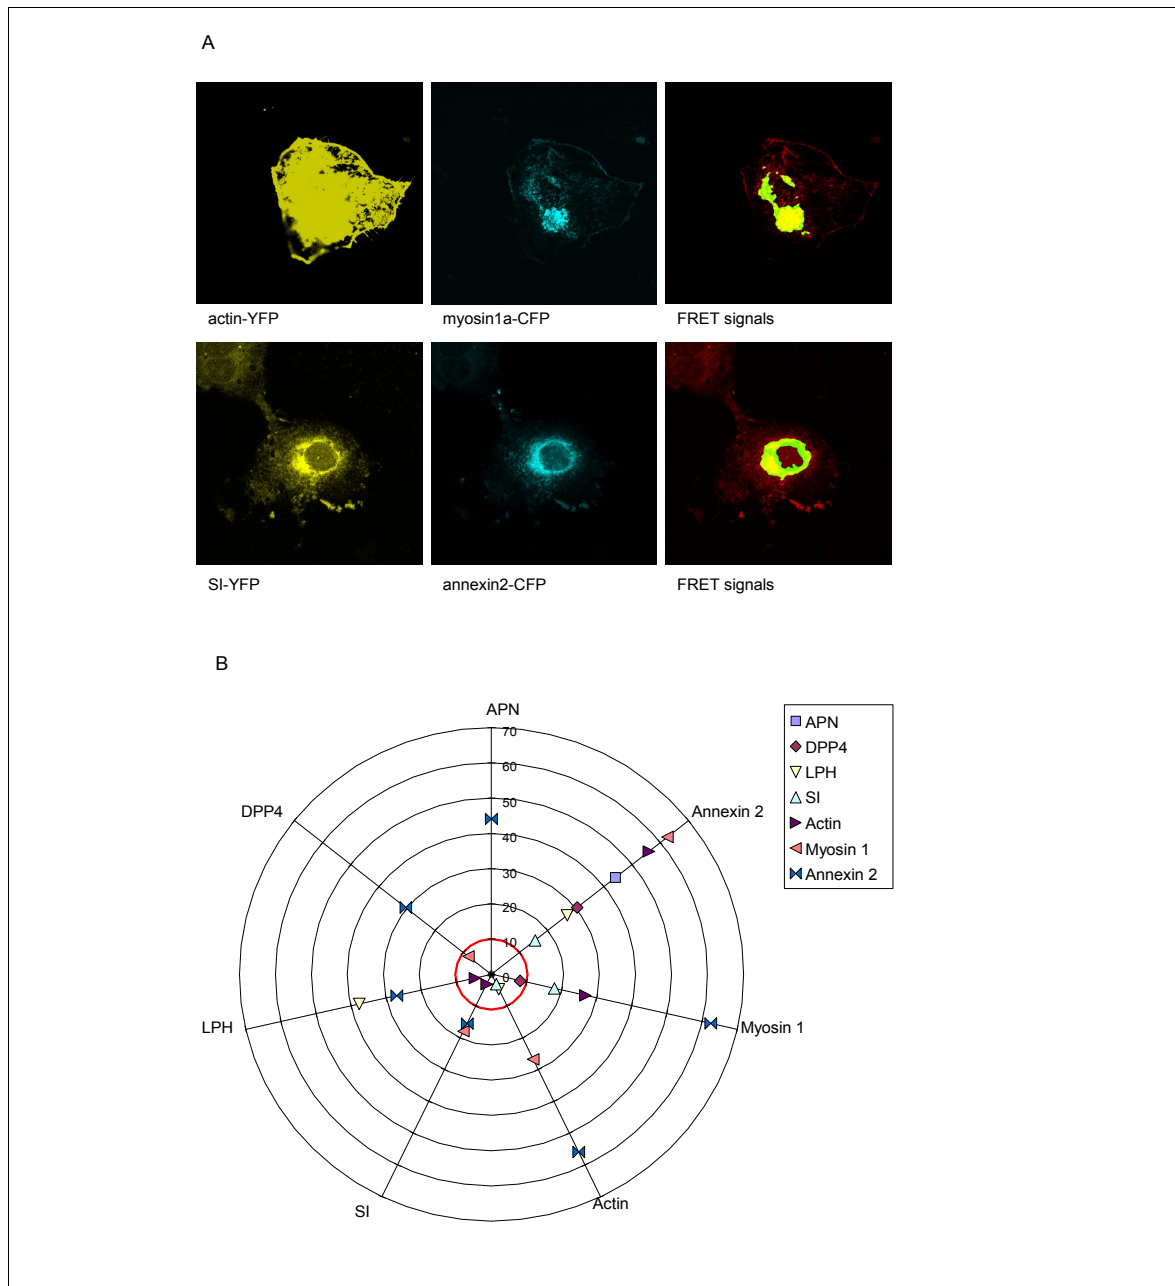 A
actin-YFP myosin1a-CFP FRET signals
SI-YFP annexin2-CFP FRET signals
B
APN
70
60
50
40
30
20
10
0
DPP4
Annexin 2
LPH
Myosin 1
SI
Actin
APN
DPP4
LPH
SI
Actin
Myosin 1
Annexin 2